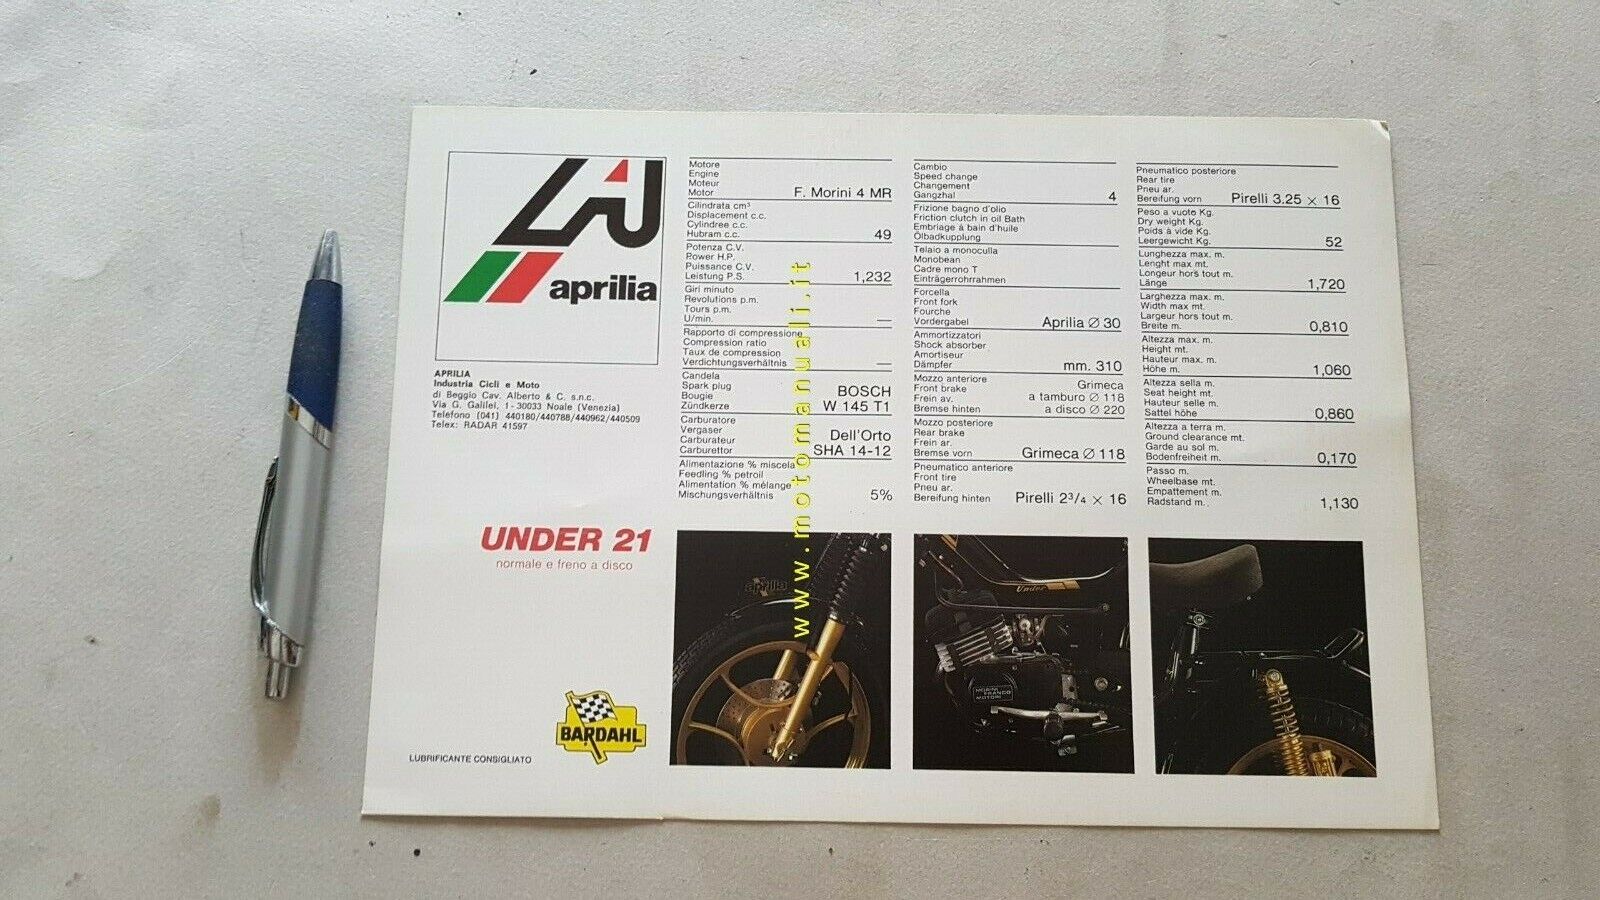 aprilia
APRILIA
Industria Cicli e Moto
di Beggio Cav. Alberto & C. s.n.c.
Via G. Galilei, 1 - 30033 Noale (Venezia)
Teléfono (041) 440180/440788/440962/440509
Telex: RADAR 41597
UNDER 21
normale e freno a disco
BARDAHL
LUBRIFICANTE CONSIGLIATO
Motore
Engine
Moteur
Motor F. Morini 4 MR
Cilindrata cm³
Displacement c.c.
Cylindree c.c.
Hubram c.c. 49
Potenza C.V.
Power H.P.
Puissance C.V.
Leistung P.S. 1,232
Giri minuto
Revolutions p.m.
Tours p.m.
U/min. —
Rapporto di compressione
Compression ratio
Taux de compression
Verdichtungsverhältnis —
Candela
Spark plug BOSCH
Bougie W 145 T1
Zündkerze
Carburatore
Vergaser Dell'Orto
Carburateur SHA 14-12
Carburettor
Alimentazione % miscela
Feedling % petroil
Alimentation % mélange
Mischungsverhältnis 5%
Cambio
Speed change
Changement
Gangzhal 4
Frizione bagno d'olio
Friction clutch in oil Bath
Embriage à bain d'huile
Ölbadkupplung
Telaio a monoculla
Monobean
Cadre mono T
Einträgerrohrrahmen
Forcella
Front fork
Fourche
Vordergabel Aprilia Ø 30
Ammortizzatori
Shock absorber
Amortiseur
Dämpfer mm. 310
Mozzo anteriore Grimeca
Front brake a tamburo Ø 118
Frein av. a disco Ø 220
Bremse hinten
Mozzo posteriore
Rear brake
Frein ar.
Bremse vorn Grimeca Ø 118
Pneumatico anteriore
Front tire
Pneu av.
Bereifung hinten Pirelli 2³/₄ × 16
Pneumatico posteriore
Rear tire
Pneu ar.
Bereifung vorn Pirelli 3.25 × 16
Peso a vuote Kg.
Dry weight Kg.
Poids à vide Kg.
Leergewicht Kg. 52
Lunghezza max. m.
Lenght max mt.
Longeur hors tout m.
Länge 1,720
Larghezza max. m.
Width max mt.
Largeur hors tout m.
Breite m. 0,810
Altezza max. m.
Height mt.
Hauteur max. m.
Höhe m. 1,060
Altezza sella m.
Seat height mt.
Hauteur selle m.
Sattel höhe 0,860
Altezza a terra m.
Ground clearance mt.
Garde au sol m.
Bodenfreiheit m. 0,170
Passo m.
Wheelbase mt.
Empattement m.
Radstand m. 1,130
aprilia
Under
MORINI
FRANCO
MOTORI
www.motomanuali.it